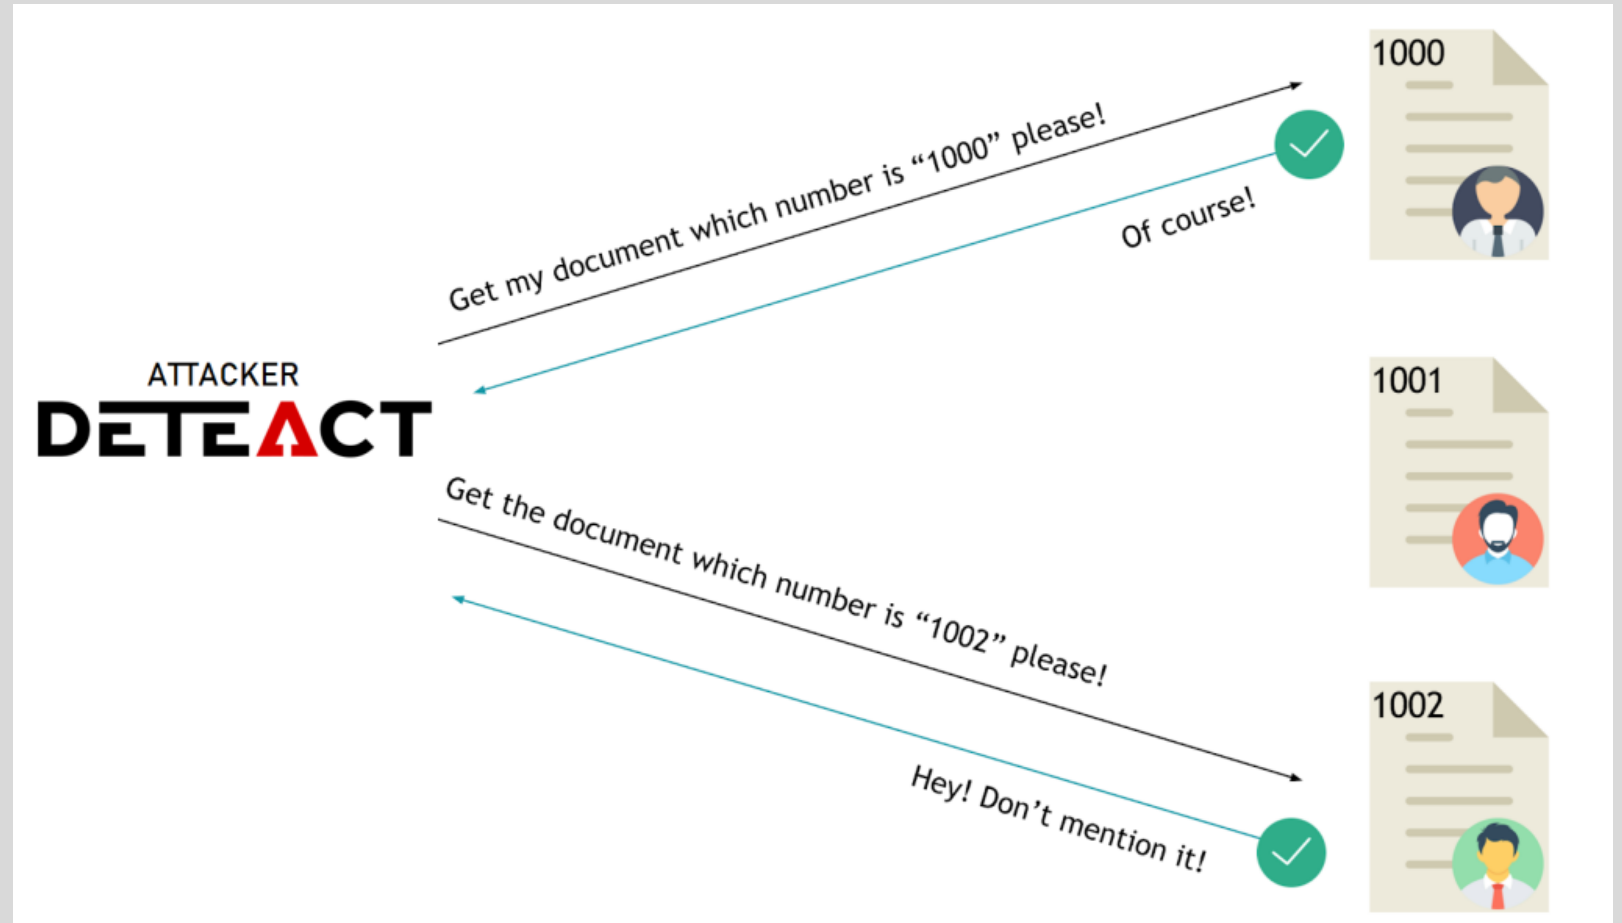 1000
Get my document which number is “1000” please!
Of course!
1001
ATTACKER
DETEACT
Get the document which number is “1002” please!
1002
Hey! Don’t mention it!